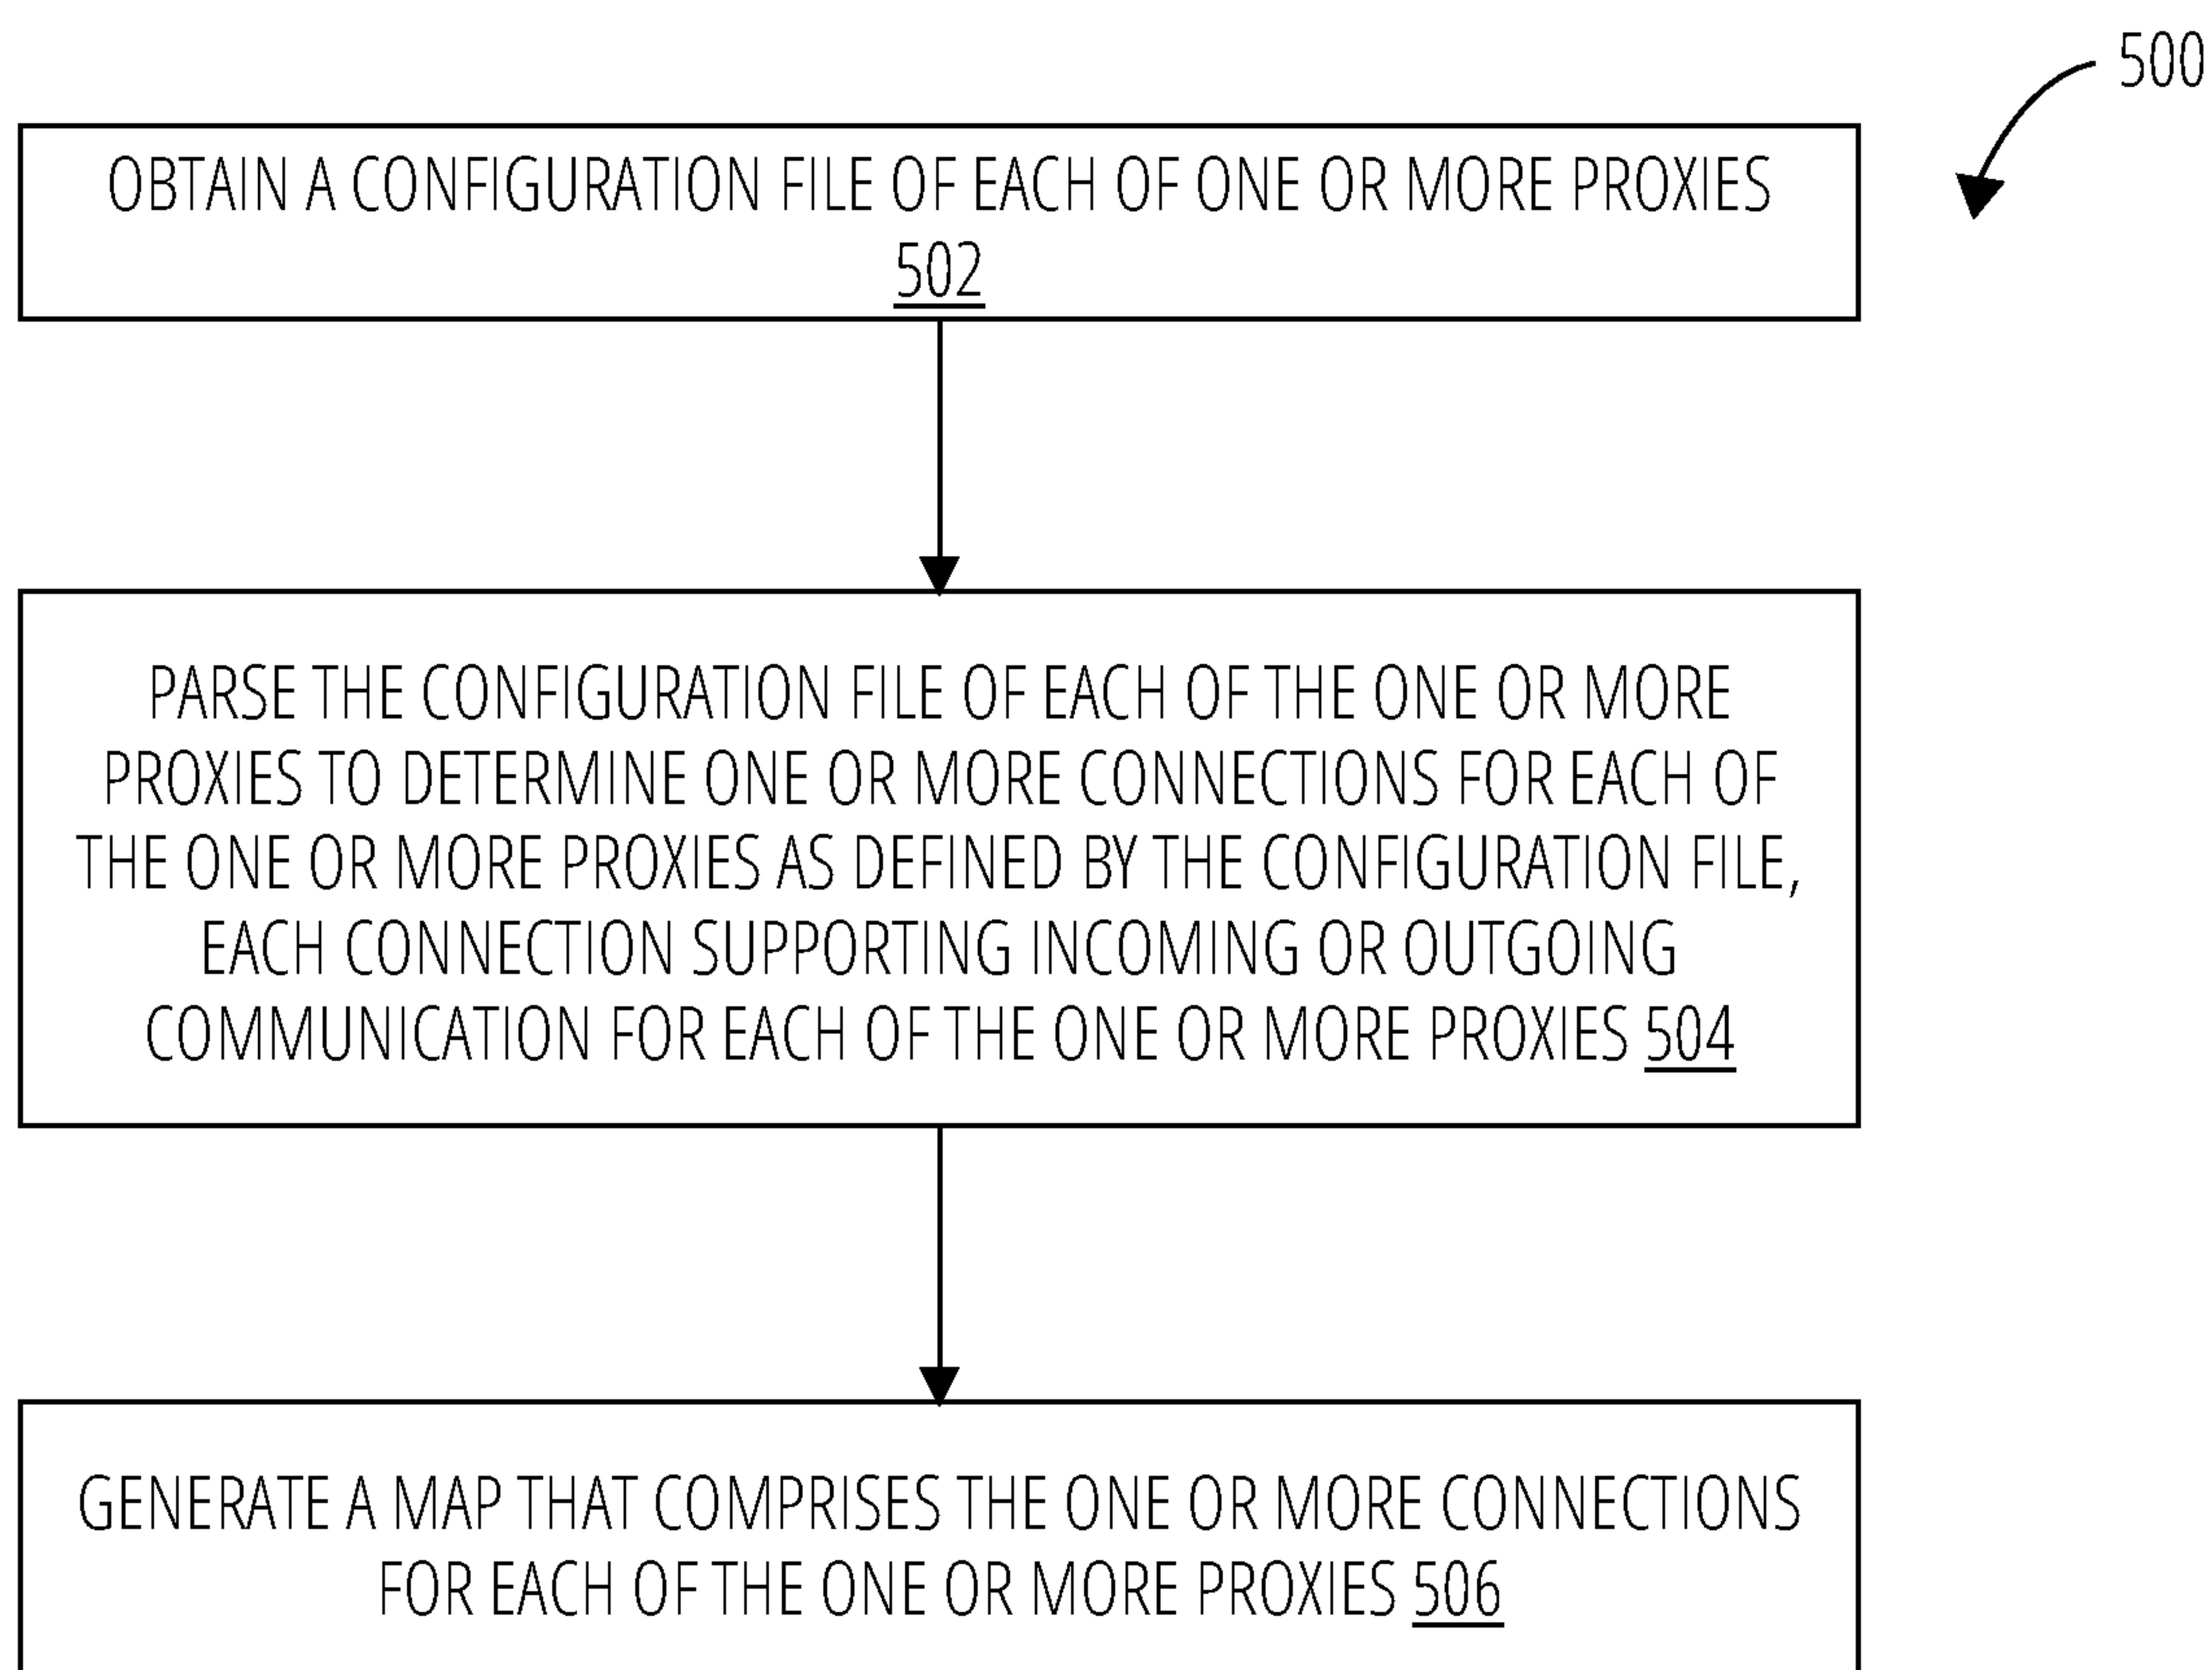 500
OBTAIN A CONFIGURATION FILE OF EACH OF ONE OR MORE PROXIES
502
PARSE THE CONFIGURATION FILE OF EACH OF THE ONE OR MORE
PROXIES TO DETERMINE ONE OR MORE CONNECTIONS FOR EACH OF
THE ONE OR MORE PROXIES AS DEFINED BY THE CONFIGURATION FILE,
EACH CONNECTION SUPPORTING INCOMING OR OUTGOING
COMMUNICATION FOR EACH OF THE ONE OR MORE PROXIES 504
GENERATE A MAP THAT COMPRISES THE ONE OR MORE CONNECTIONS
FOR EACH OF THE ONE OR MORE PROXIES 506